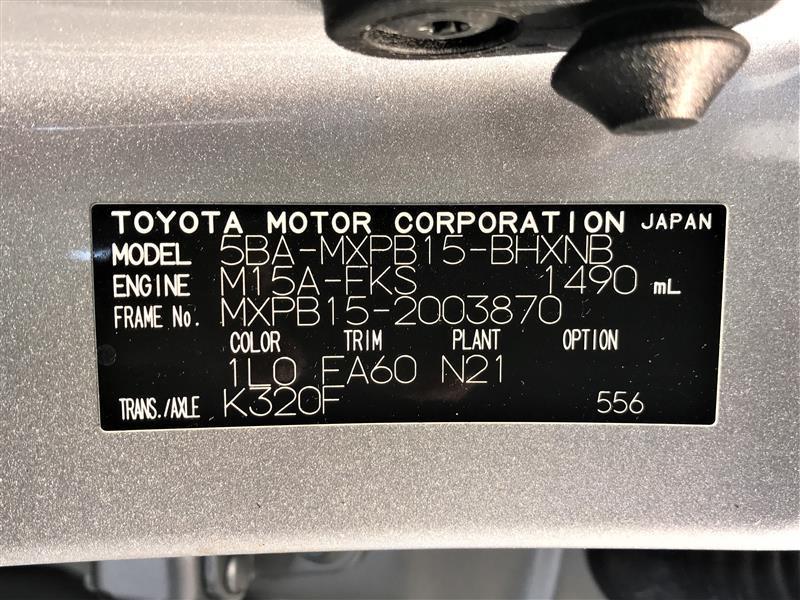 TOYOTA MOTOR CORPORATION JAPAN
MODEL 5BA-MXPB15-BHXNB
ENGINE M15A-FKS 1490 mL
FRAME No. MXPB15-2003870
COLOR TRIM PLANT OPTION
1L0 EA60 N21
TRANS./AXLE K320F 556